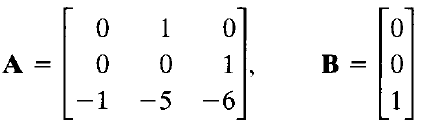 A = [ 0 1 0
0 0 1
-1 -5 -6 ], B = [ 0
0
1 ]